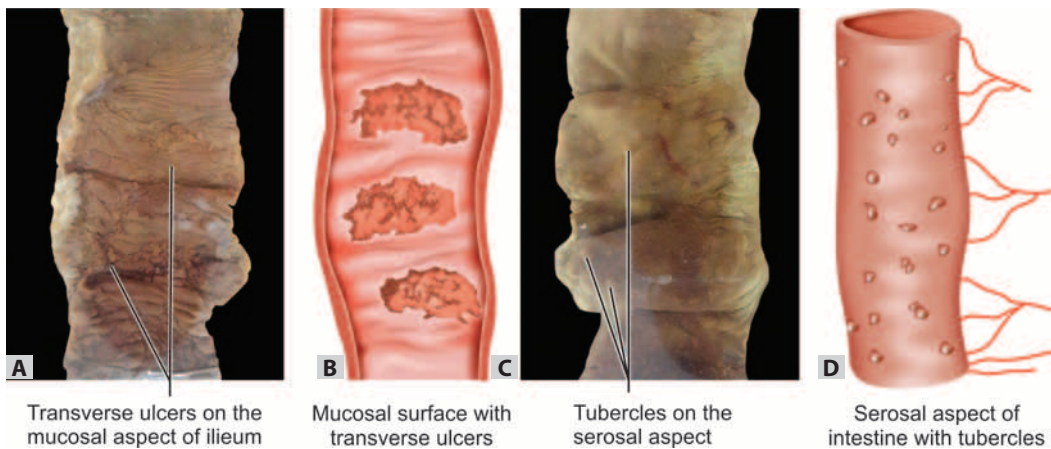 A
B
C
D
Transverse ulcers on the
mucosal aspect of ilieum
Mucosal surface with
transverse ulcers
Tubercles on the
serosal aspect
Serosal aspect of
intestine with tubercles